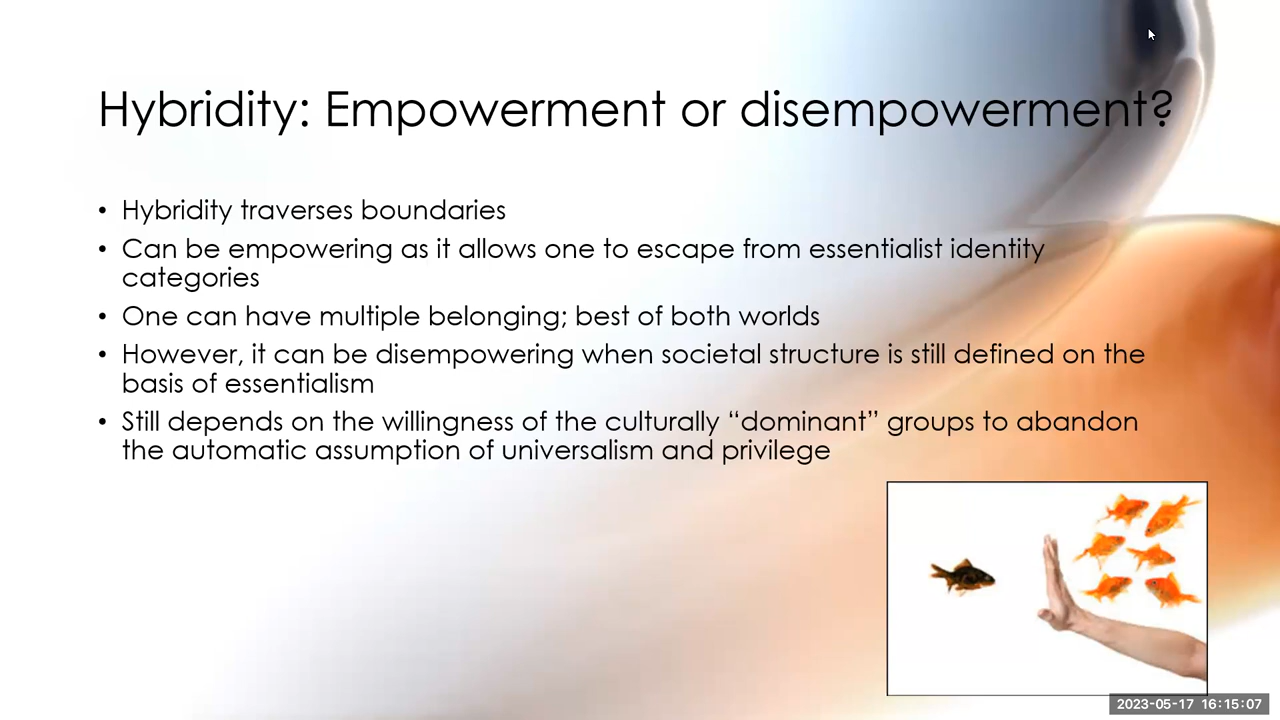 Hybridity: Empowerment or disempowerment?
• Hybridity traverses boundaries
• Can be empowering as it allows one to escape from essentialist identity
categories
• One can have multiple belonging; best of both worlds
• However, it can be disempowering when societal structure is still defined on the
basis of essentialism
• Still depends on the willingness of the culturally “dominant” groups to abandon
the automatic assumption of universalism and privilege
2023-05-17 16:15:07